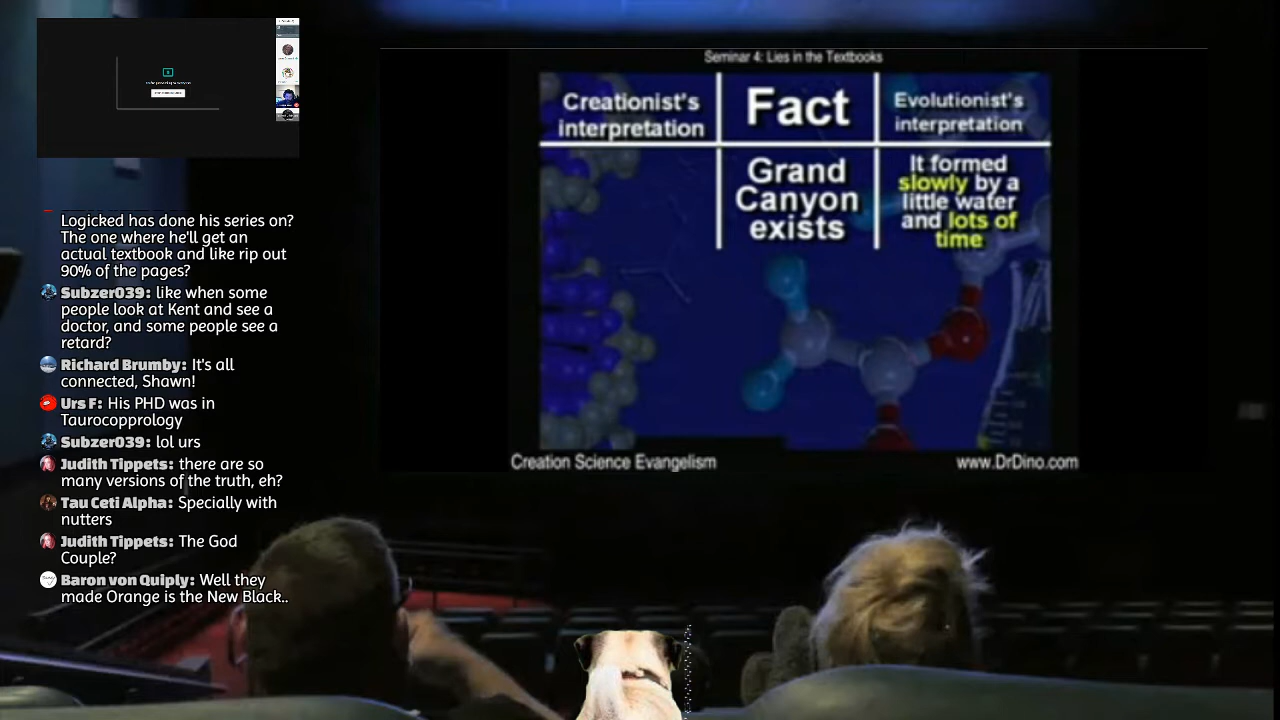 Seminar 4: Lies in the Textbooks
Creationist's
interpretation
Fact
Evolutionist's
interpretation
Grand
Canyon
exists
It formed
slowly by a
little water
and lots of
time
Creation Science Evangelism
www.DrDino.com
Logicked has done his series on?
The one where he'll get an
actual textbook and like rip out
90% of the pages?
Subzer039: like when some
people look at Kent and see a
doctor, and some people see a
retard?
Richard Brumby: It's all
connected, Shawn!
Urs F: His PHD was in
Taurocopprology
Subzer039: lol urs
Judith Tippets: there are so
many versions of the truth, eh?
Tau Ceti Alpha: Specially with
nutters
Judith Tippets: The God
Couple?
Baron von Quiply: Well they
made Orange is the New Black..